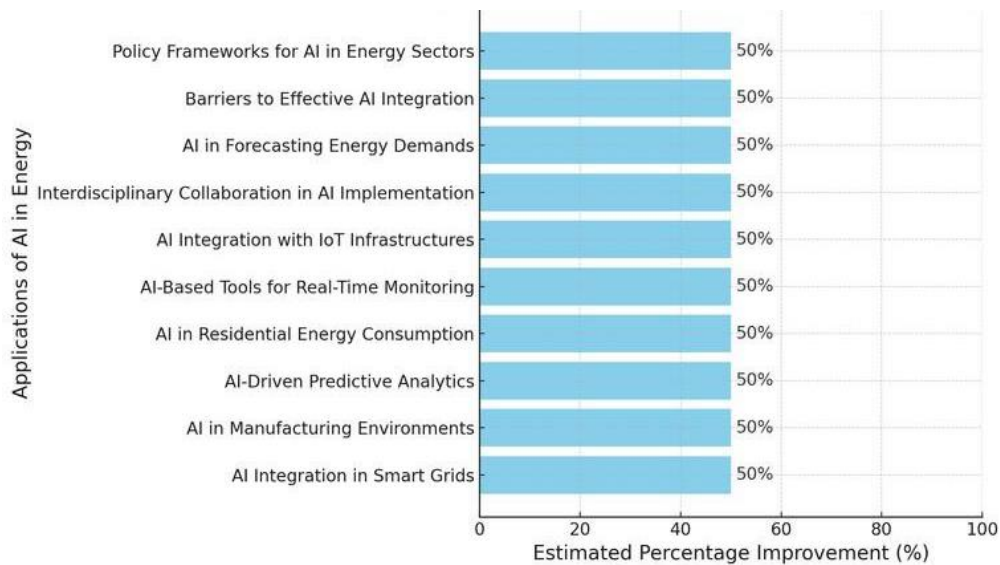 Applications of AI in Energy
Policy Frameworks for AI in Energy Sectors 50%
Barriers to Effective AI Integration 50%
AI in Forecasting Energy Demands 50%
Interdisciplinary Collaboration in AI Implementation 50%
AI Integration with IoT Infrastructures 50%
AI-Based Tools for Real-Time Monitoring 50%
AI in Residential Energy Consumption 50%
AI-Driven Predictive Analytics 50%
AI in Manufacturing Environments 50%
AI Integration in Smart Grids 50%
0 20 40 60 80 100
Estimated Percentage Improvement (%)